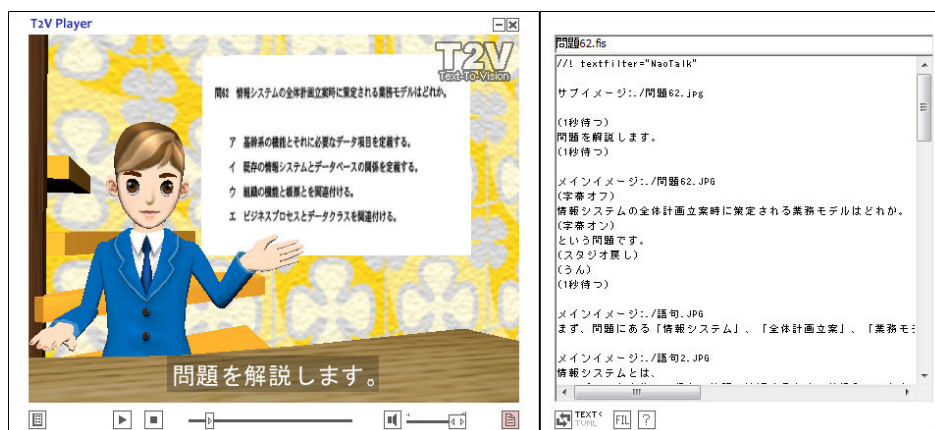 T2V Player
T2V
Text-To-Vision
問62 情報システムの全体計画立案時に策定される業務モデルはどれか。
ア 基幹系の機能とそれに必要なデータ項目を定義する。
イ 既存の情報システムとデータベースの関係を定義する。
ウ 組織の機能と帳票とを関連付ける。
エ ビジネスプロセスとデータクラスを関連付ける。
問題を解説します。
問題62.fis
//! textfilter="NaoTalk"
サブイメージ:./問題62.jpg
(1秒待つ)
問題を解説します。
(1秒待つ)
メインイメージ:./問題62.JPG
(字幕オフ)
情報システムの全体計画立案時に策定される業務モデルはどれか。
(字幕オン)
という問題です。
(スタジオ戻し)
(うん)
(1秒待つ)
メインイメージ:./語句.JPG
まず、問題にある「情報システム」、「全体計画立案」、「業務モ
メインイメージ:./語句2.JPG
情報システムとは、
TEXT
TVML
FIL
?